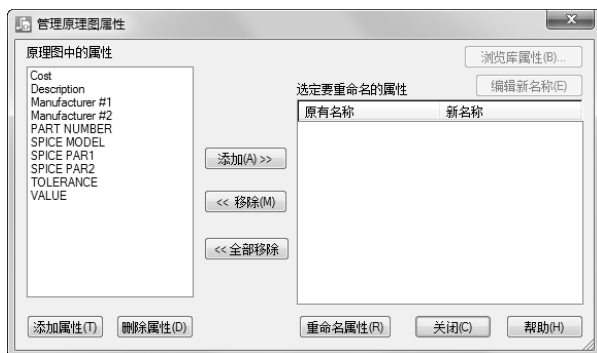 管理原理图属性
原理图中的属性
浏览库属性(B)...
编辑新名称(E)
选定要重命名的属性
原有名称 新名称
Cost
Description
Manufacturer #1
Manufacturer #2
PART NUMBER
SPICE MODEL
SPICE PAR1
SPICE PAR2
TOLERANCE
VALUE
添加(A) >>
<< 移除(M)
<< 全部移除
添加属性(T) 删除属性(D) 重命名属性(R) 关闭(C) 帮助(H)